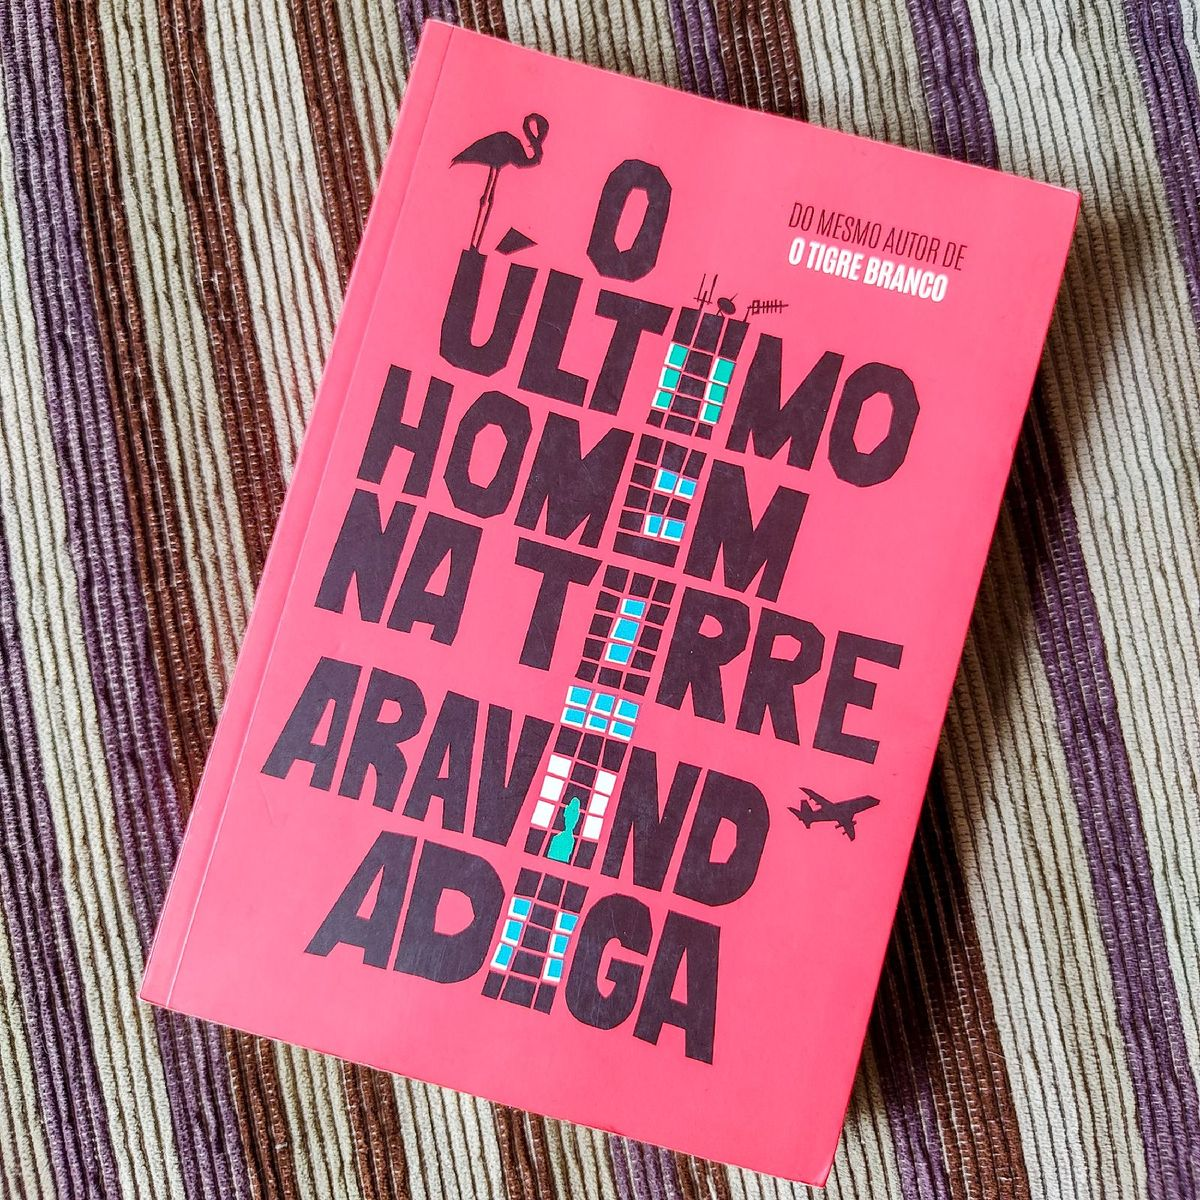 O
ÚLTIMO
HOMEM
NA TORRE
ARAVIND
ADIGA
DO MESMO AUTOR DE
O TIGRE BRANCO